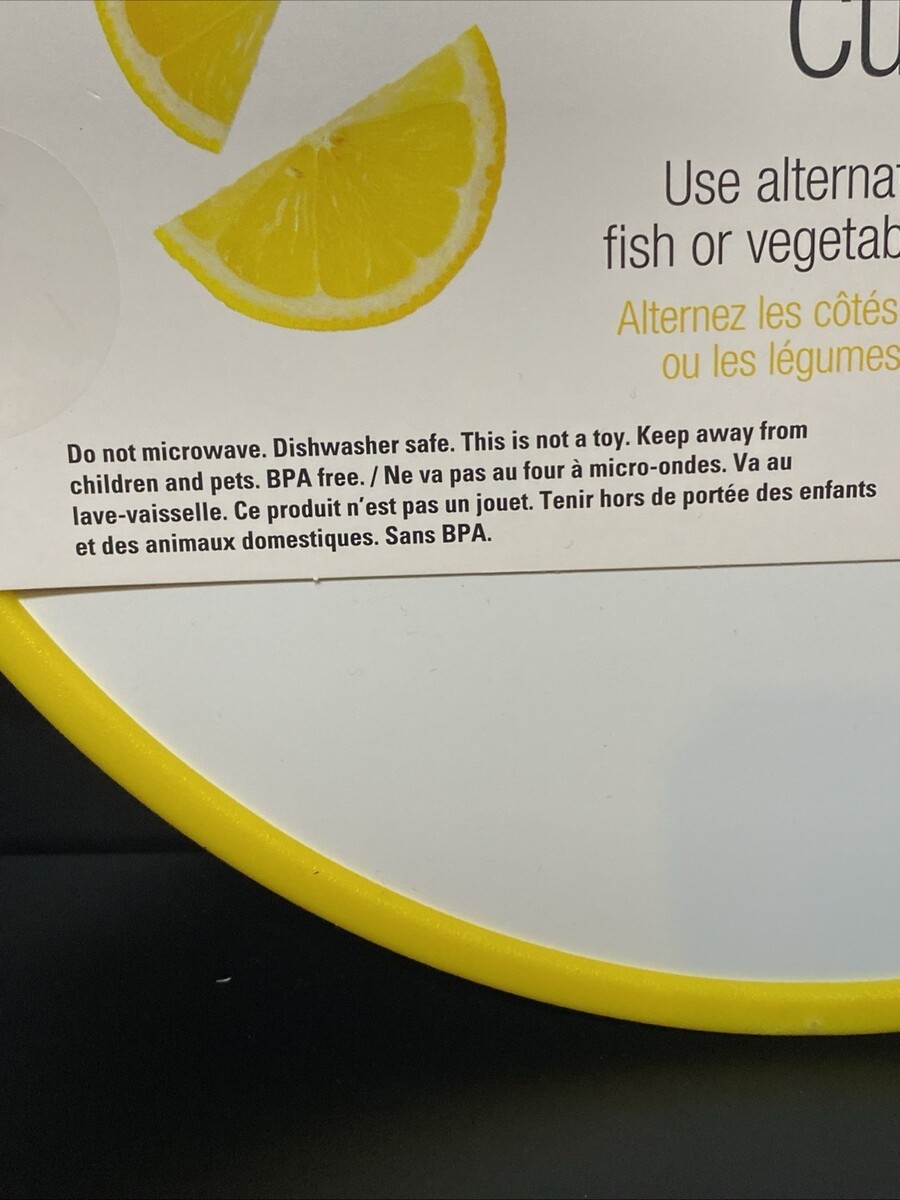 Use
fish or
Alternez les côtés
ou les légumes
Do not microwave. Dishwasher safe. This is not a toy. Keep away from
children and pets. BPA free. / Ne va pas au four à micro-ondes. Va au
lave-vaisselle. Ce produit n'est pas un jouet. Tenir hors de portée des enfants
et des animaux domestiques. Sans BPA.